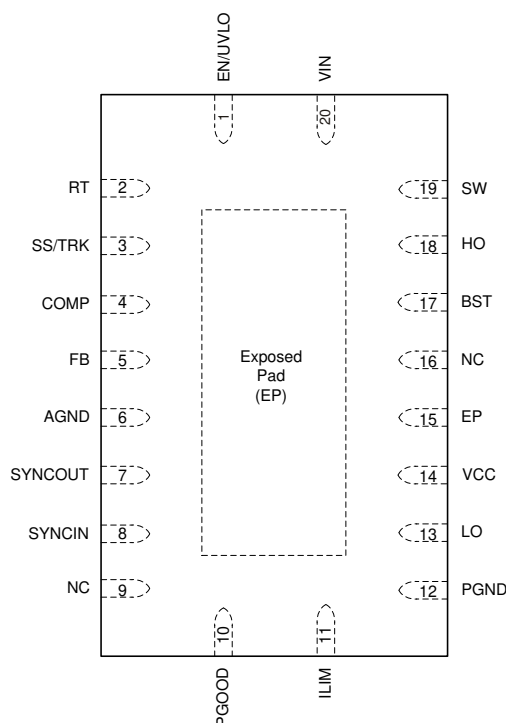 EN/UVLO
VIN
1
20
RT 2
19 SW
SS/TRK 3
18 HO
COMP 4
17 BST
FB 5
16 NC
Exposed
Pad
(EP)
AGND 6
15 EP
SYNCOUT 7
14 VCC
SYNCIN 8
13 LO
NC 9
12 PGND
10
11
PGOOD
ILIM